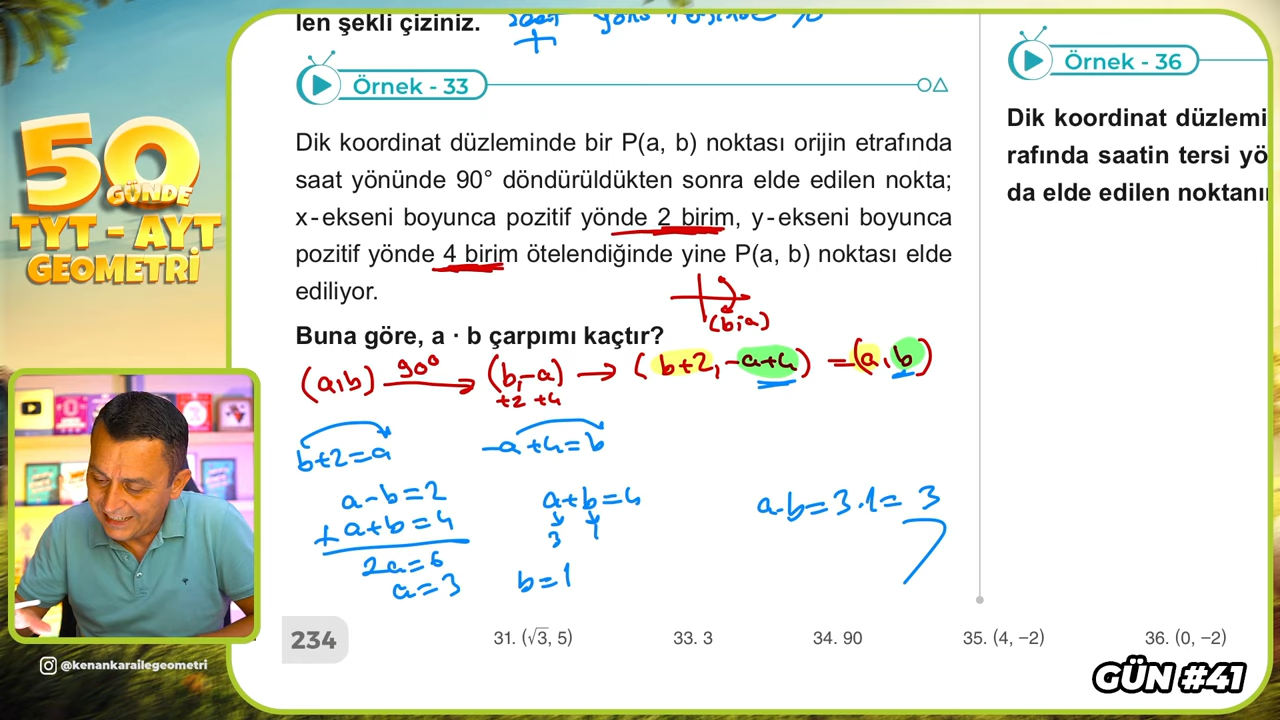 50
GÜNDE
TYT - AYT
GEOMETRİ
len şekli çiziniz.
Örnek - 33
Dik koordinat düzleminde bir P(a, b) noktası orijin etrafında
saat yönünde 90° döndürüldükten sonra elde edilen nokta;
x-ekseni boyunca pozitif yönde 2 birim, y-ekseni boyunca
pozitif yönde 4 birim ötelendiğinde yine P(a, b) noktası elde
ediliyor.
(b,a)
Buna göre, a · b çarpımı kaçtır?
(a,b) 90° (b,-a) → (b+2, -a+4) = (a,b)
+2 +4
b+2=a -a+4=b
a-b=2 a+b=4 a.b=3.1=3
+ a+b=4 3 1
2a=6
a=3 b=1
234 31. (√3, 5) 33. 3 34. 90 35. (4, –2) 36. (0, –2)
Örnek - 36
Dik koordinat düzlemi
rafında saatin tersi yö
da elde edilen noktanı
@kenankarailegeometri
GÜN #41